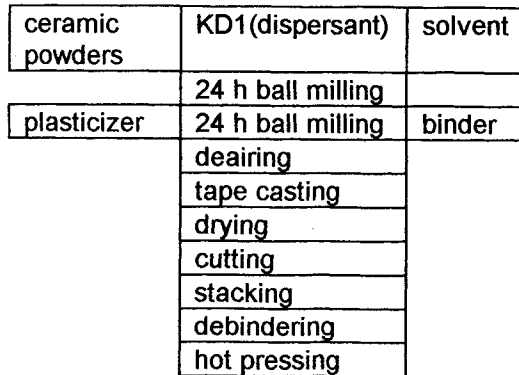 ceramic powders KD1(dispersant) solvent
24 h ball milling
plasticizer 24 h ball milling binder
deairing
tape casting
drying
cutting
stacking
debindering
hot pressing